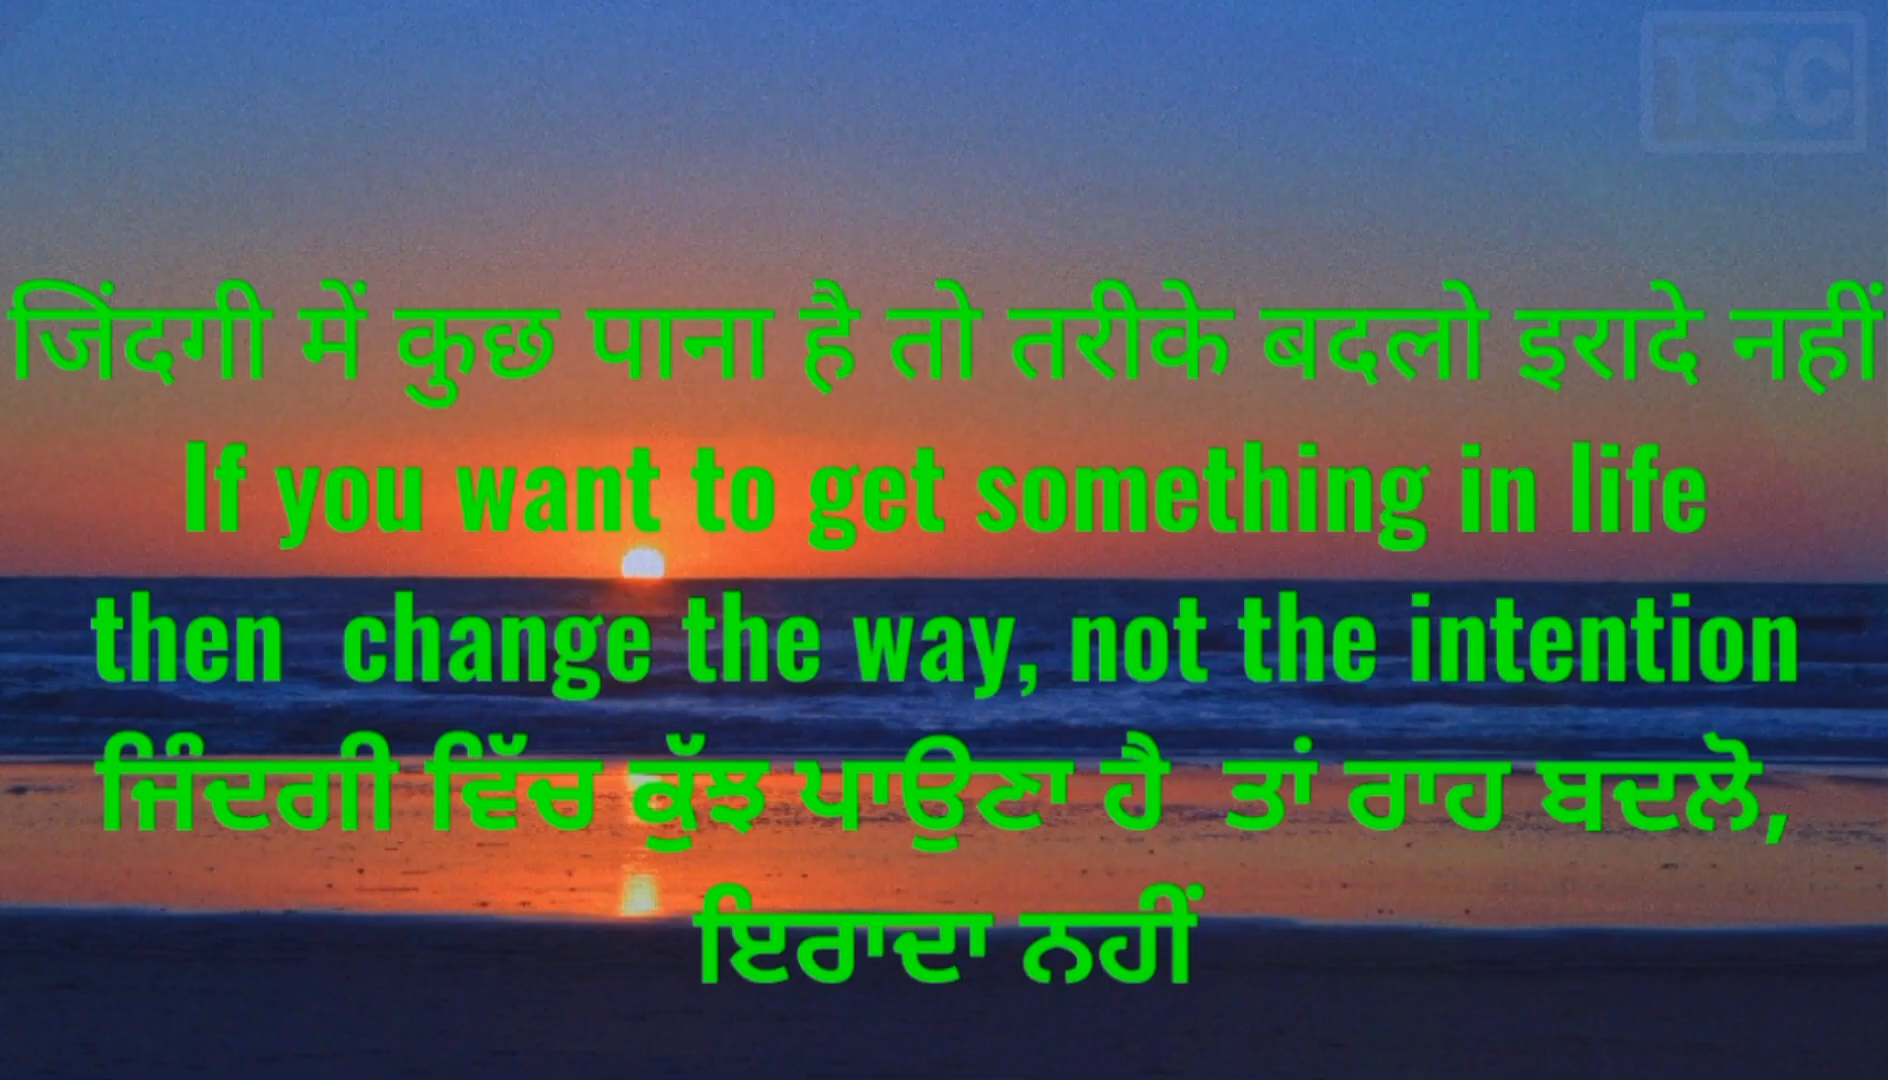 TSC
जिंदगी में कुछ पाना है तो तरीके बदलो इरादे नहीं
If you want to get something in life
then change the way, not the intention
ਜਿੰਦਗੀ ਵਿੱਚ ਕੁੱਝ ਪਾਉਣਾ ਹੈ ਤਾਂ ਰਾਹ ਬਦਲੋ,
ਇਰਾਦਾ ਨਹੀਂ